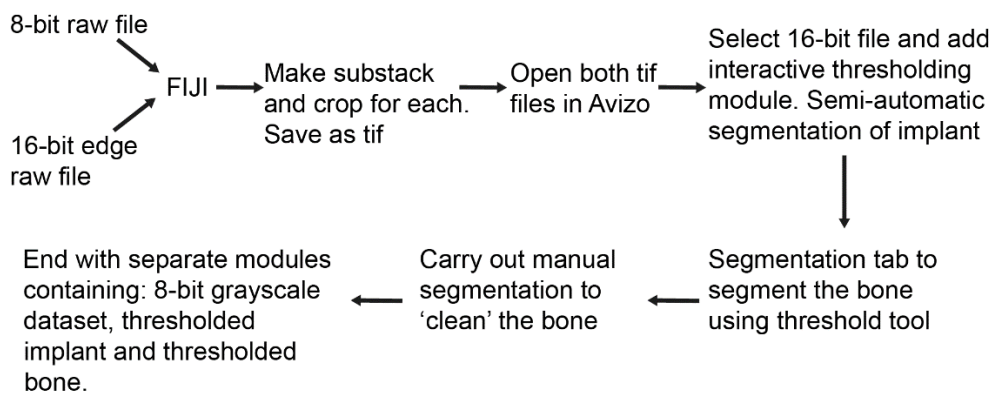 8-bit raw file
16-bit edge
raw file
FIJI
Make substack
and crop for each.
Save as tif
Open both tif
files in Avizo
Select 16-bit file and add
interactive thresholding
module. Semi-automatic
segmentation of implant
Segmentation tab to
segment the bone
using threshold tool
Carry out manual
segmentation to
‘clean’ the bone
End with separate modules
containing: 8-bit grayscale
dataset, thresholded
implant and thresholded
bone.